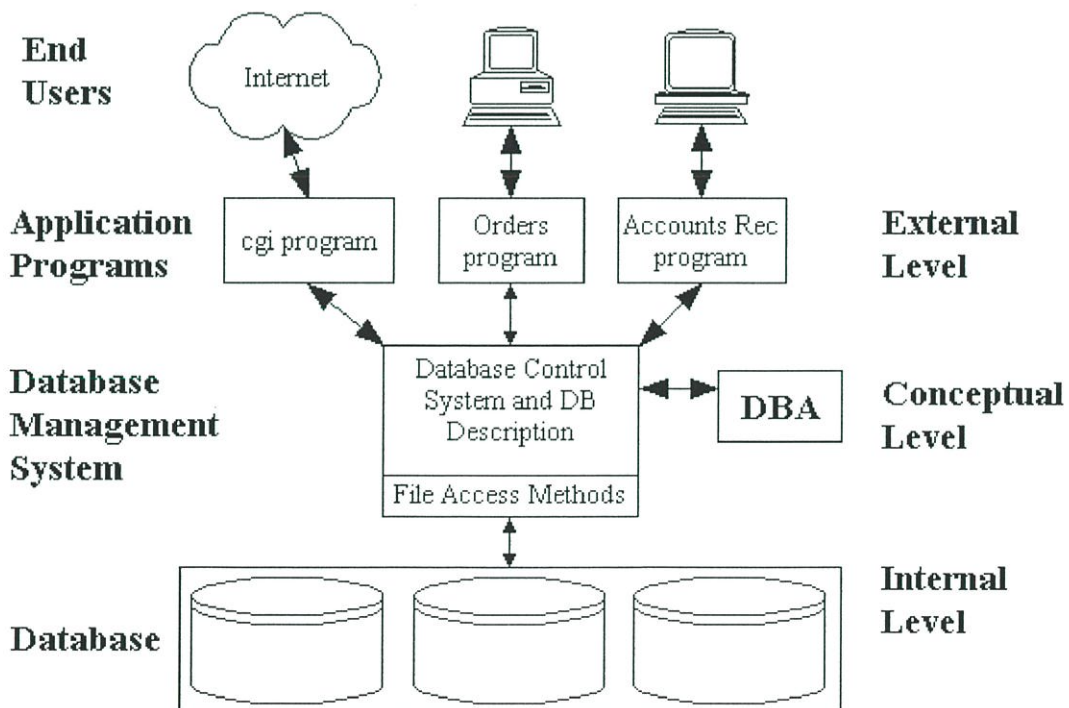 End
Users
Internet
Application
Programs
cgi program
Orders
program
Accounts Rec
program
External
Level
Database
Management
System
Database Control
System and DB
Description
File Access Methods
DBA
Conceptual
Level
Database
Internal
Level